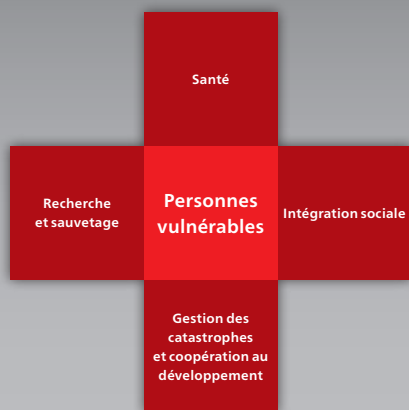 Santé
Recherche
et sauvetage
Personnes
vulnérables
Intégration sociale
Gestion des
catastrophes
et coopération au
développement